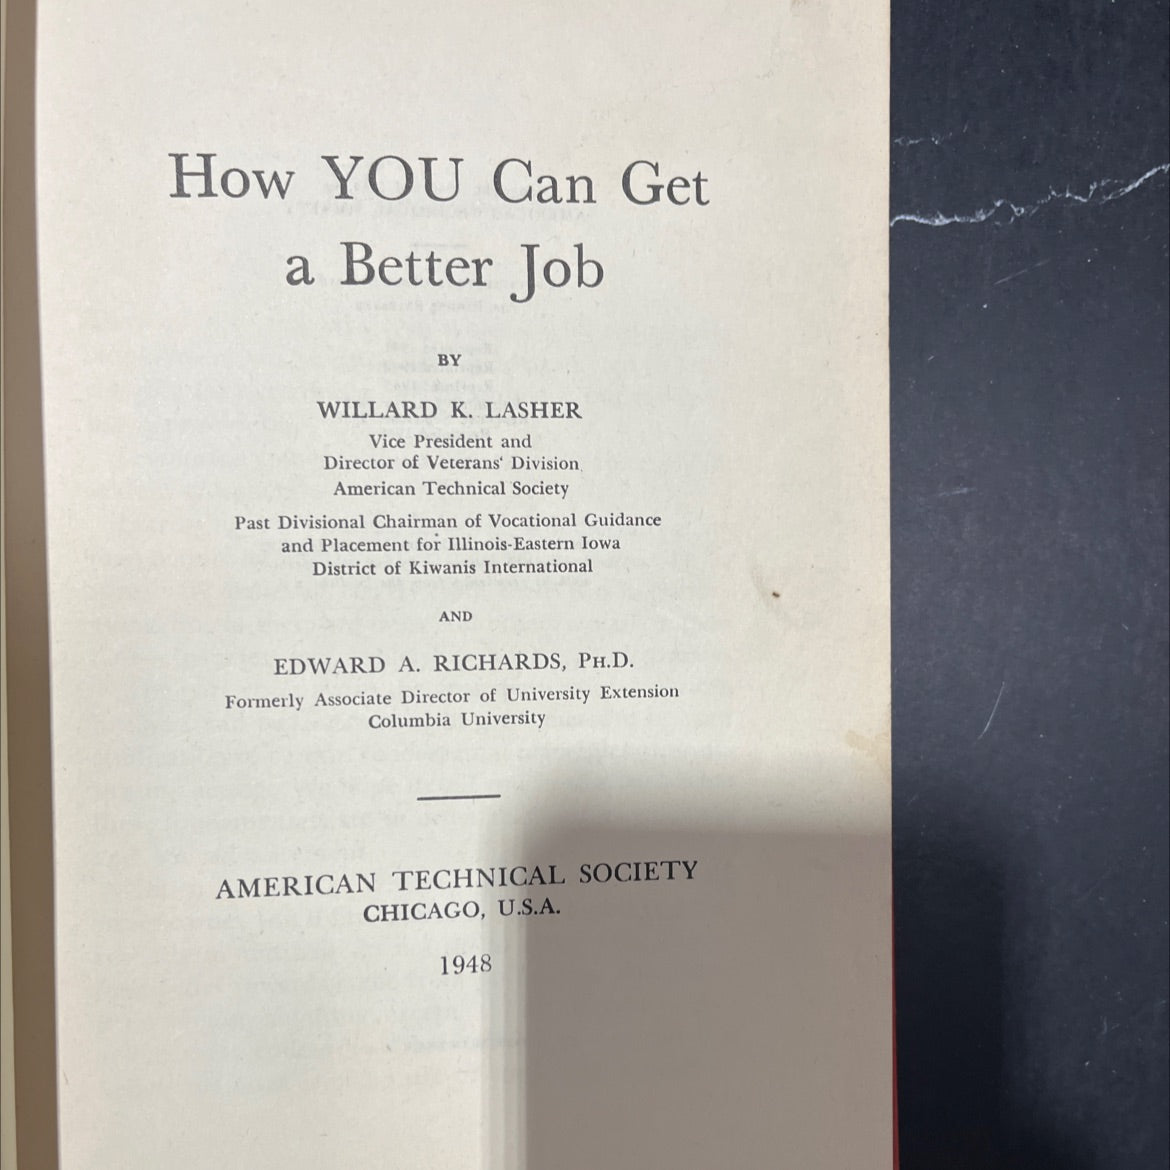 How YOU Can Get
a Better Job
BY
WILLARD K. LASHER
Vice President and
Director of Veterans' Division
American Technical Society
Past Divisional Chairman of Vocational Guidance
and Placement for Illinois-Eastern Iowa
District of Kiwanis International
AND
EDWARD A. RICHARDS, PH.D.
Formerly Associate Director of University Extension
Columbia University
AMERICAN TECHNICAL SOCIETY
CHICAGO, U.S.A.
1948